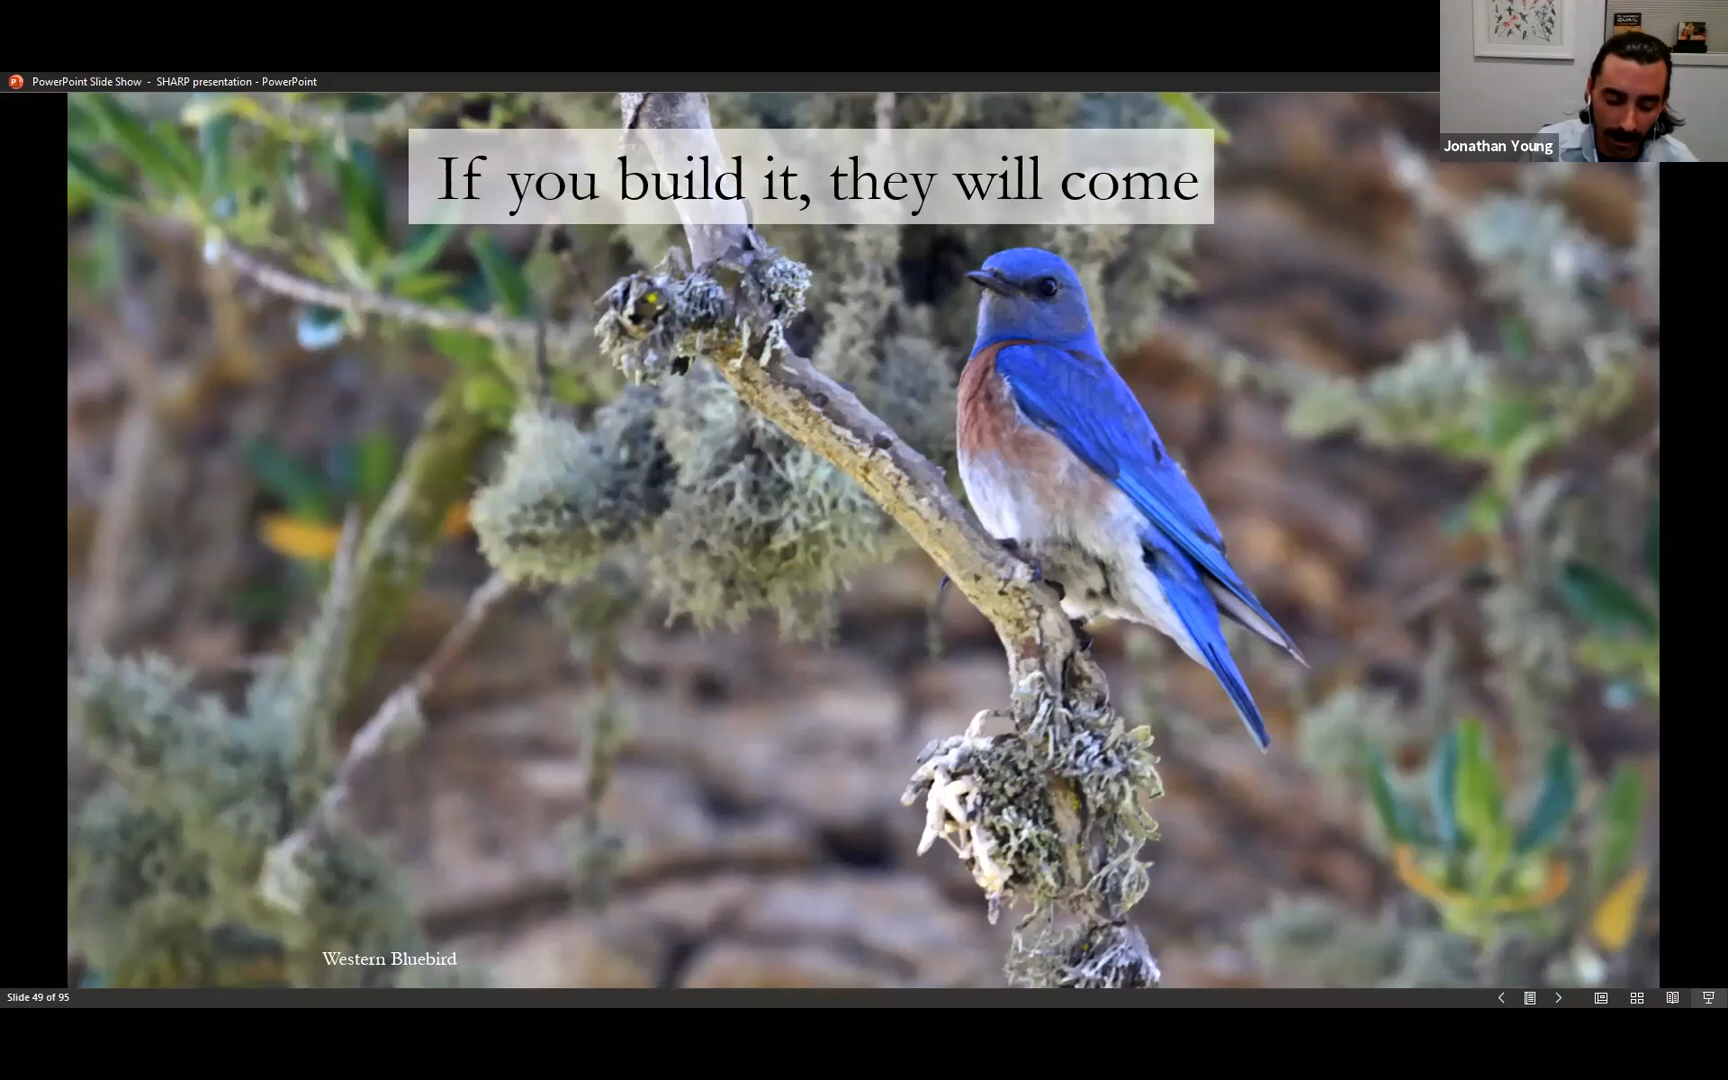 PowerPoint Slide Show - SHARP presentation - PowerPoint
Jonathan Young
If you build it, they will come
Western Bluebird
Slide 49 of 95